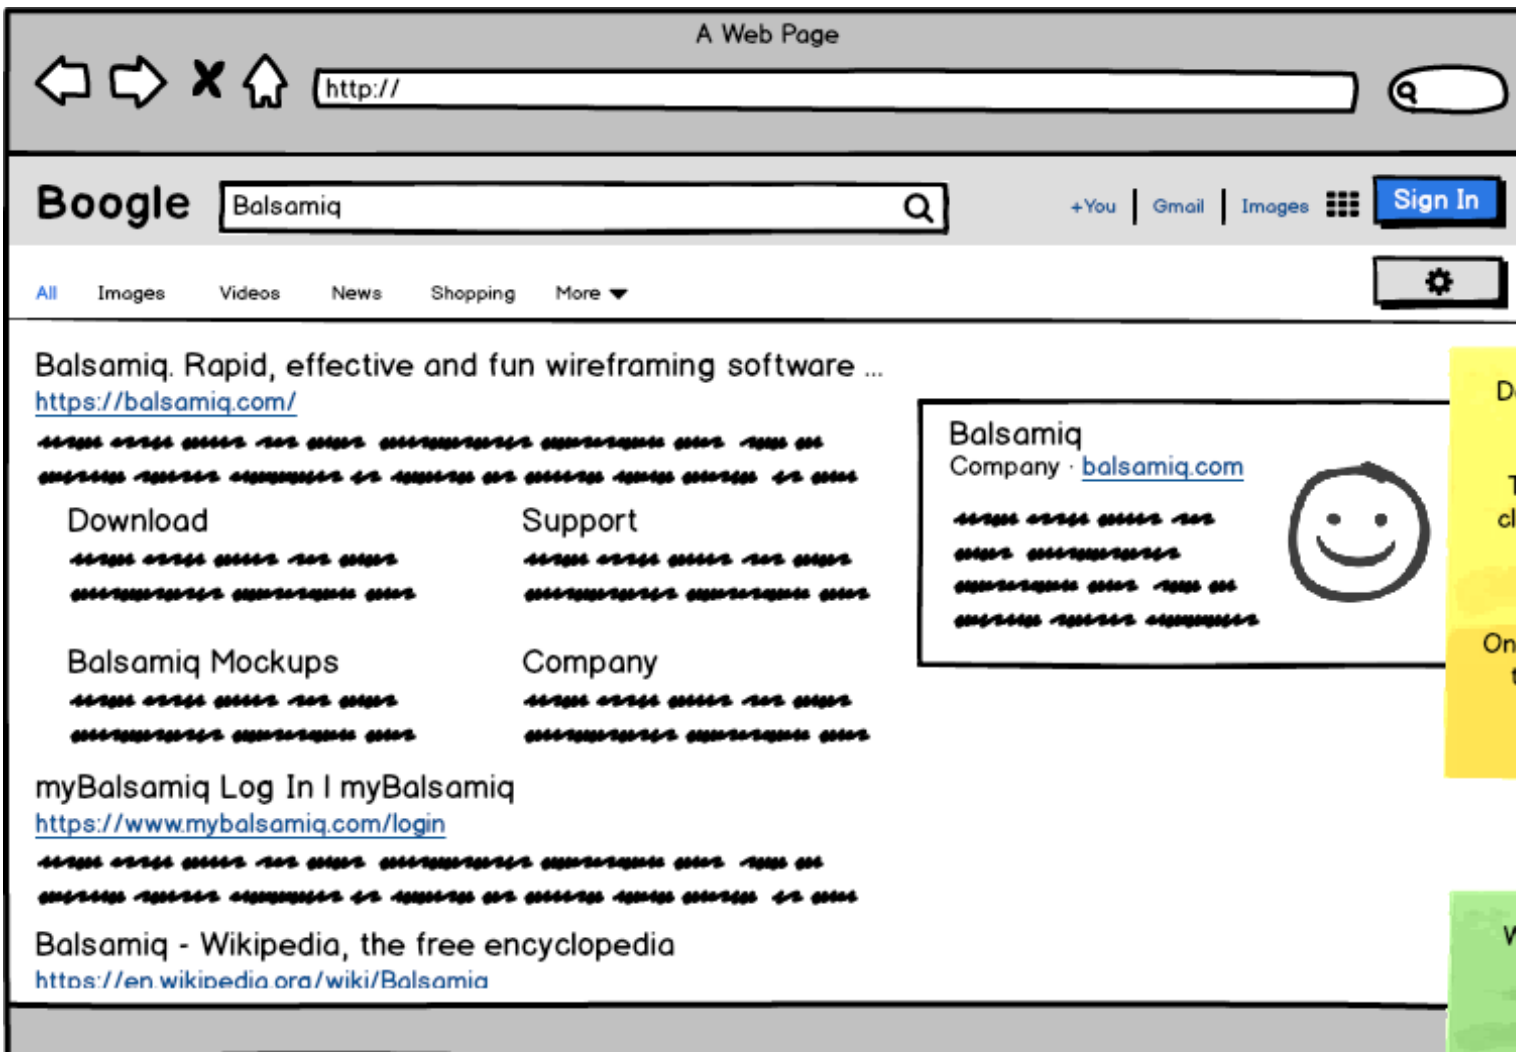 A Web Page
http://
Boogle
Balsamiq
+You | Gmail | Images
Sign In
All Images Videos News Shopping More
Balsamiq. Rapid, effective and fun wireframing software ...
https://balsamiq.com/
Download
Support
Balsamiq Mockups
Company
myBalsamiq Log In | myBalsamiq
https://www.mybalsamiq.com/login
Balsamiq - Wikipedia, the free encyclopedia
https://en.wikipedia.org/wiki/Balsamiq
Balsamiq
Company · balsamiq.com
On